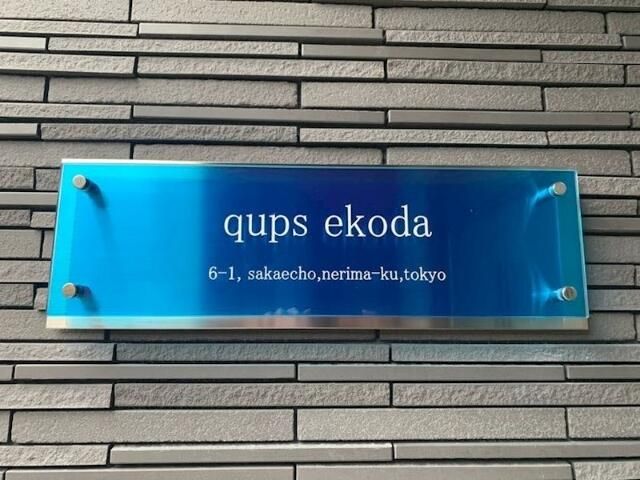 qups ekoda
6-1, sakaecho,nerima-ku,tokyo